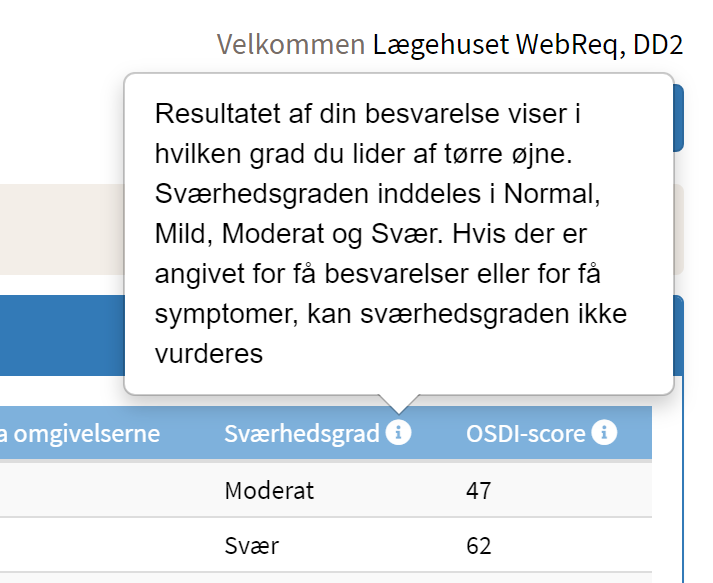 Velkommen Lægehuset WebReq, DD2
Resultatet af din besvarelse viser i
hvilken grad du lider af tørre øjne.
Sværhedsgraden inddeles i Normal,
Mild, Moderat og Svær. Hvis der er
angivet for få besvarelser eller for få
symptomer, kan sværhedsgraden ikke
vurderes
a omgivelserne Sværhedsgrad OSDI-score
Moderat 47
Svær 62